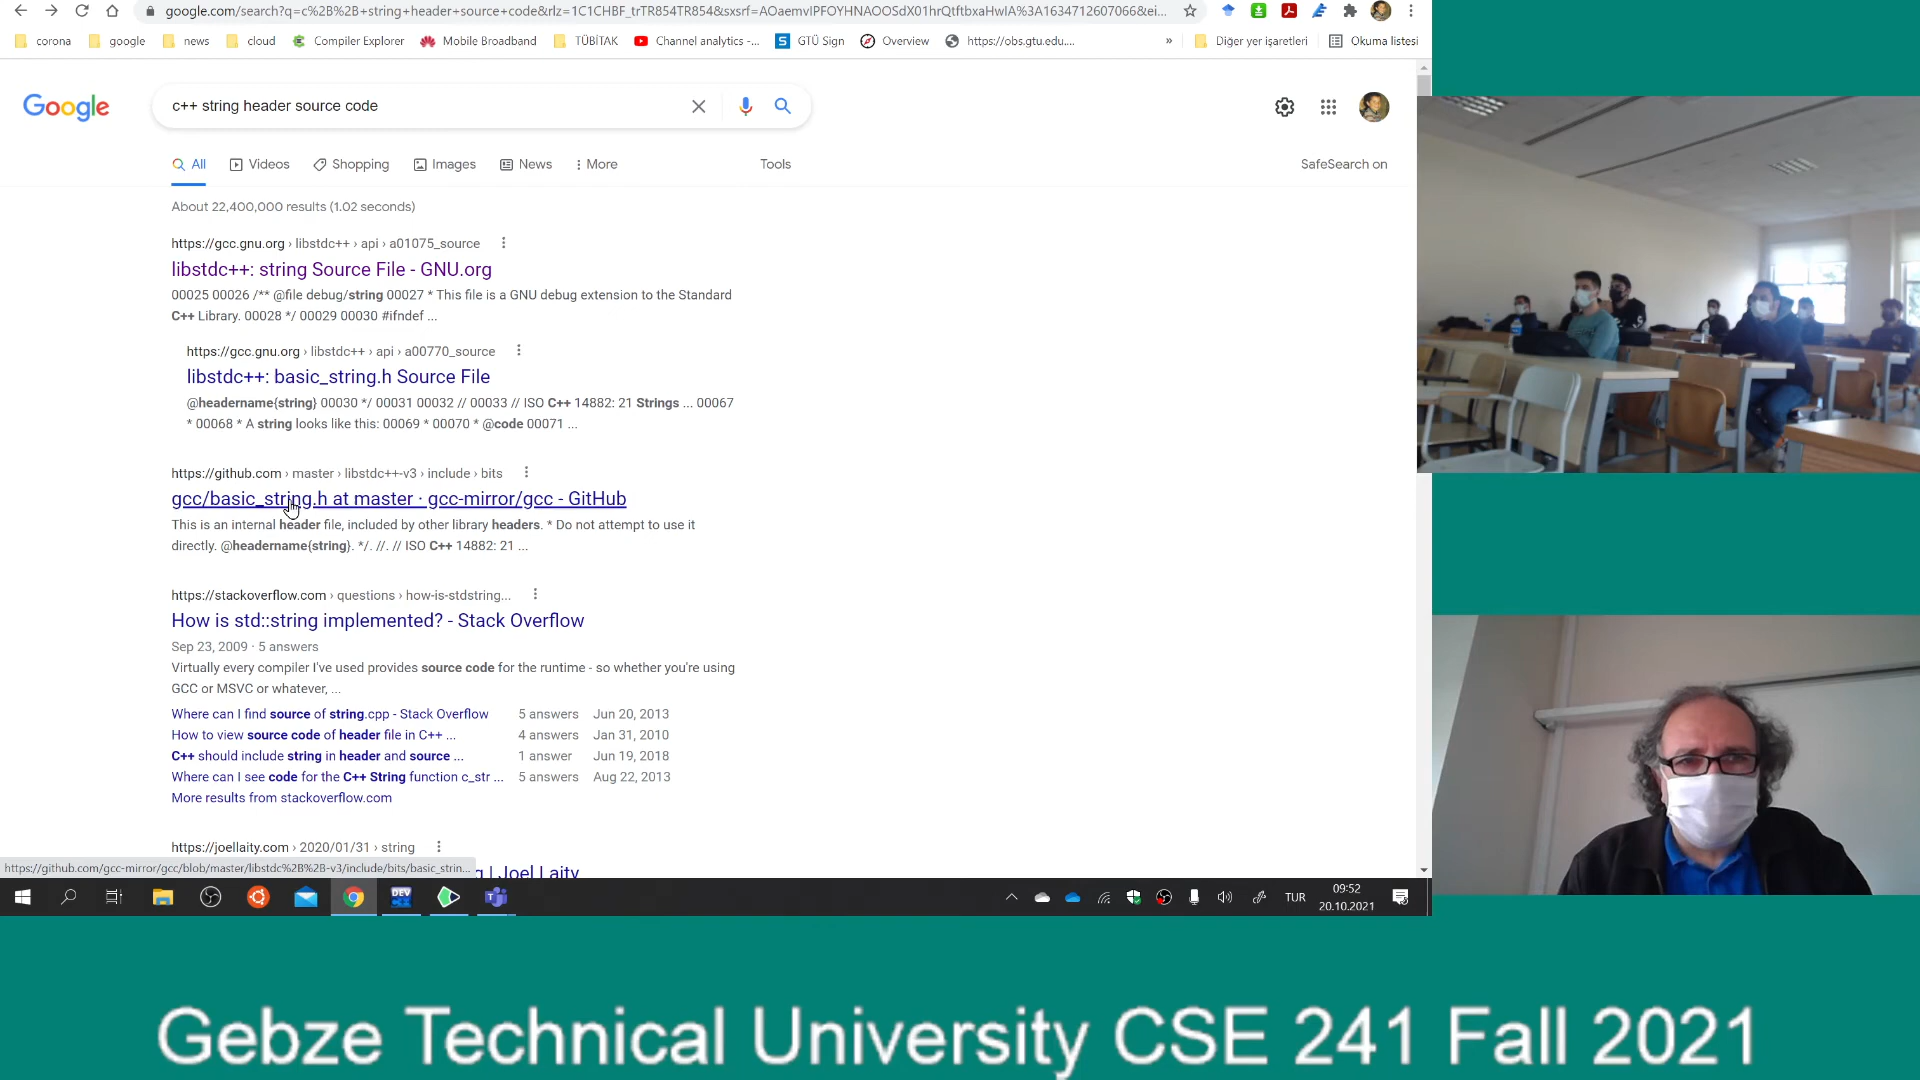 google.com/search?q=c%2B%2B+string+header+source+code&rlz=1C1CHBF_trTR854TR854&sxsrf=AOaemvIPFOYHNAOOSdX01hrQtftbxaHwIA%3A1634712607066&ei...
corona
google
news
cloud
Compiler Explorer
Mobile Broadband
TÜBİTAK
Channel analytics -...
GTÜ Sign
Overview
https://obs.gtu.edu....
»
Diğer yer işaretleri
Okuma listesi
Google
c++ string header source code
All
Videos
Shopping
Images
News
More
Tools
SafeSearch on
About 22,400,000 results (1.02 seconds)
https://gcc.gnu.org › libstdc++ › api › a01075_source
libstdc++: string Source File - GNU.org
00025 00026 /** @file debug/string 00027 * This file is a GNU debug extension to the Standard
C++ Library. 00028 */ 00029 00030 #ifndef ...
https://gcc.gnu.org › libstdc++ › api › a00770_source
libstdc++: basic_string.h Source File
@headername{string} 00030 */ 00031 00032 // 00033 // ISO C++ 14882: 21 Strings ... 00067
* 00068 * A string looks like this: 00069 * 00070 * @code 00071 ...
https://github.com › master › libstdc++-v3 › include › bits
gcc/basic_string.h at master · gcc-mirror/gcc - GitHub
This is an internal header file, included by other library headers. * Do not attempt to use it
directly. @headername{string}. */. //. // ISO C++ 14882: 21 ...
https://stackoverflow.com › questions › how-is-stdstring...
How is std::string implemented? - Stack Overflow
Sep 23, 2009 · 5 answers
Virtually every compiler I've used provides source code for the runtime - so whether you're using
GCC or MSVC or whatever, ...
Where can I find source of string.cpp - Stack Overflow 5 answers Jun 20, 2013
How to view source code of header file in C++ ... 4 answers Jan 31, 2010
C++ should include string in header and source ... 1 answer Jun 19, 2018
Where can I see code for the C++ String function c_str ... 5 answers Aug 22, 2013
More results from stackoverflow.com
https://joellaity.com › 2020/01/31 › string
https://github.com/gcc-mirror/gcc/blob/master/libstdc%2B%2B-v3/include/bits/basic_strin...
g | Joel Laity
DEV
TUR
09:52
20.10.2021
Gebze Technical University CSE 241 Fall 2021